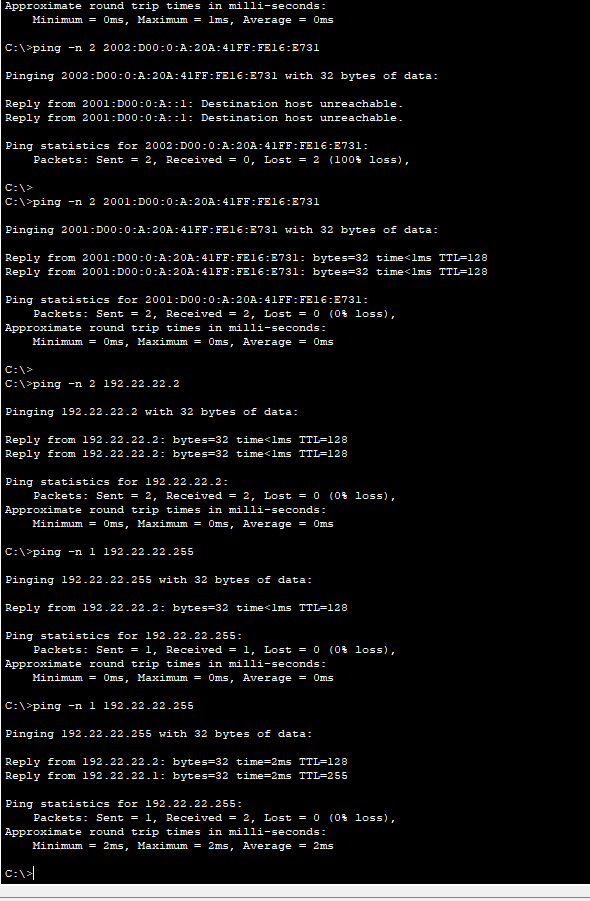 Approximate round trip times in milli-seconds:
    Minimum = 0ms, Maximum = 1ms, Average = 0ms
C:\>ping -n 2 2002:D00:0:A:20A:41FF:FE16:E731
Pinging 2002:D00:0:A:20A:41FF:FE16:E731 with 32 bytes of data:
Reply from 2001:D00:0:A::1: Destination host unreachable.
Reply from 2001:D00:0:A::1: Destination host unreachable.
Ping statistics for 2002:D00:0:A:20A:41FF:FE16:E731:
    Packets: Sent = 2, Received = 0, Lost = 2 (100% loss),
C:\>
C:\>ping -n 2 2001:D00:0:A:20A:41FF:FE16:E731
Pinging 2001:D00:0:A:20A:41FF:FE16:E731 with 32 bytes of data:
Reply from 2001:D00:0:A:20A:41FF:FE16:E731: bytes=32 time<1ms TTL=128
Reply from 2001:D00:0:A:20A:41FF:FE16:E731: bytes=32 time<1ms TTL=128
Ping statistics for 2001:D00:0:A:20A:41FF:FE16:E731:
    Packets: Sent = 2, Received = 2, Lost = 0 (0% loss),
Approximate round trip times in milli-seconds:
    Minimum = 0ms, Maximum = 0ms, Average = 0ms
C:\>
C:\>ping -n 2 192.22.22.2
Pinging 192.22.22.2 with 32 bytes of data:
Reply from 192.22.22.2: bytes=32 time<1ms TTL=128
Reply from 192.22.22.2: bytes=32 time<1ms TTL=128
Ping statistics for 192.22.22.2:
    Packets: Sent = 2, Received = 2, Lost = 0 (0% loss),
Approximate round trip times in milli-seconds:
    Minimum = 0ms, Maximum = 0ms, Average = 0ms
C:\>ping -n 1 192.22.22.255
Pinging 192.22.22.255 with 32 bytes of data:
Reply from 192.22.22.2: bytes=32 time<1ms TTL=128
Ping statistics for 192.22.22.255:
    Packets: Sent = 1, Received = 1, Lost = 0 (0% loss),
Approximate round trip times in milli-seconds:
    Minimum = 0ms, Maximum = 0ms, Average = 0ms
C:\>ping -n 1 192.22.22.255
Pinging 192.22.22.255 with 32 bytes of data:
Reply from 192.22.22.2: bytes=32 time=2ms TTL=128
Reply from 192.22.22.1: bytes=32 time=2ms TTL=255
Ping statistics for 192.22.22.255:
    Packets: Sent = 1, Received = 2, Lost = 0 (0% loss),
Approximate round trip times in milli-seconds:
    Minimum = 2ms, Maximum = 2ms, Average = 2ms
C:\>